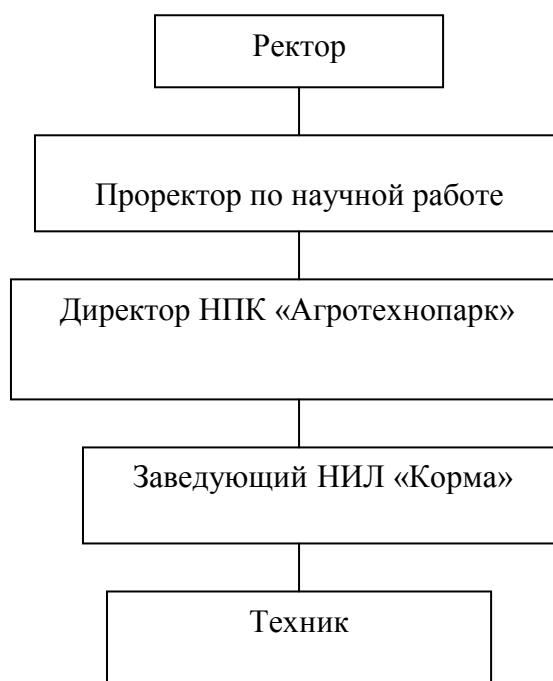 Ректор
Проректор по научной работе
Директор НПК «Агротехнопарк»
Заведующий НИЛ «Корма»
Техник